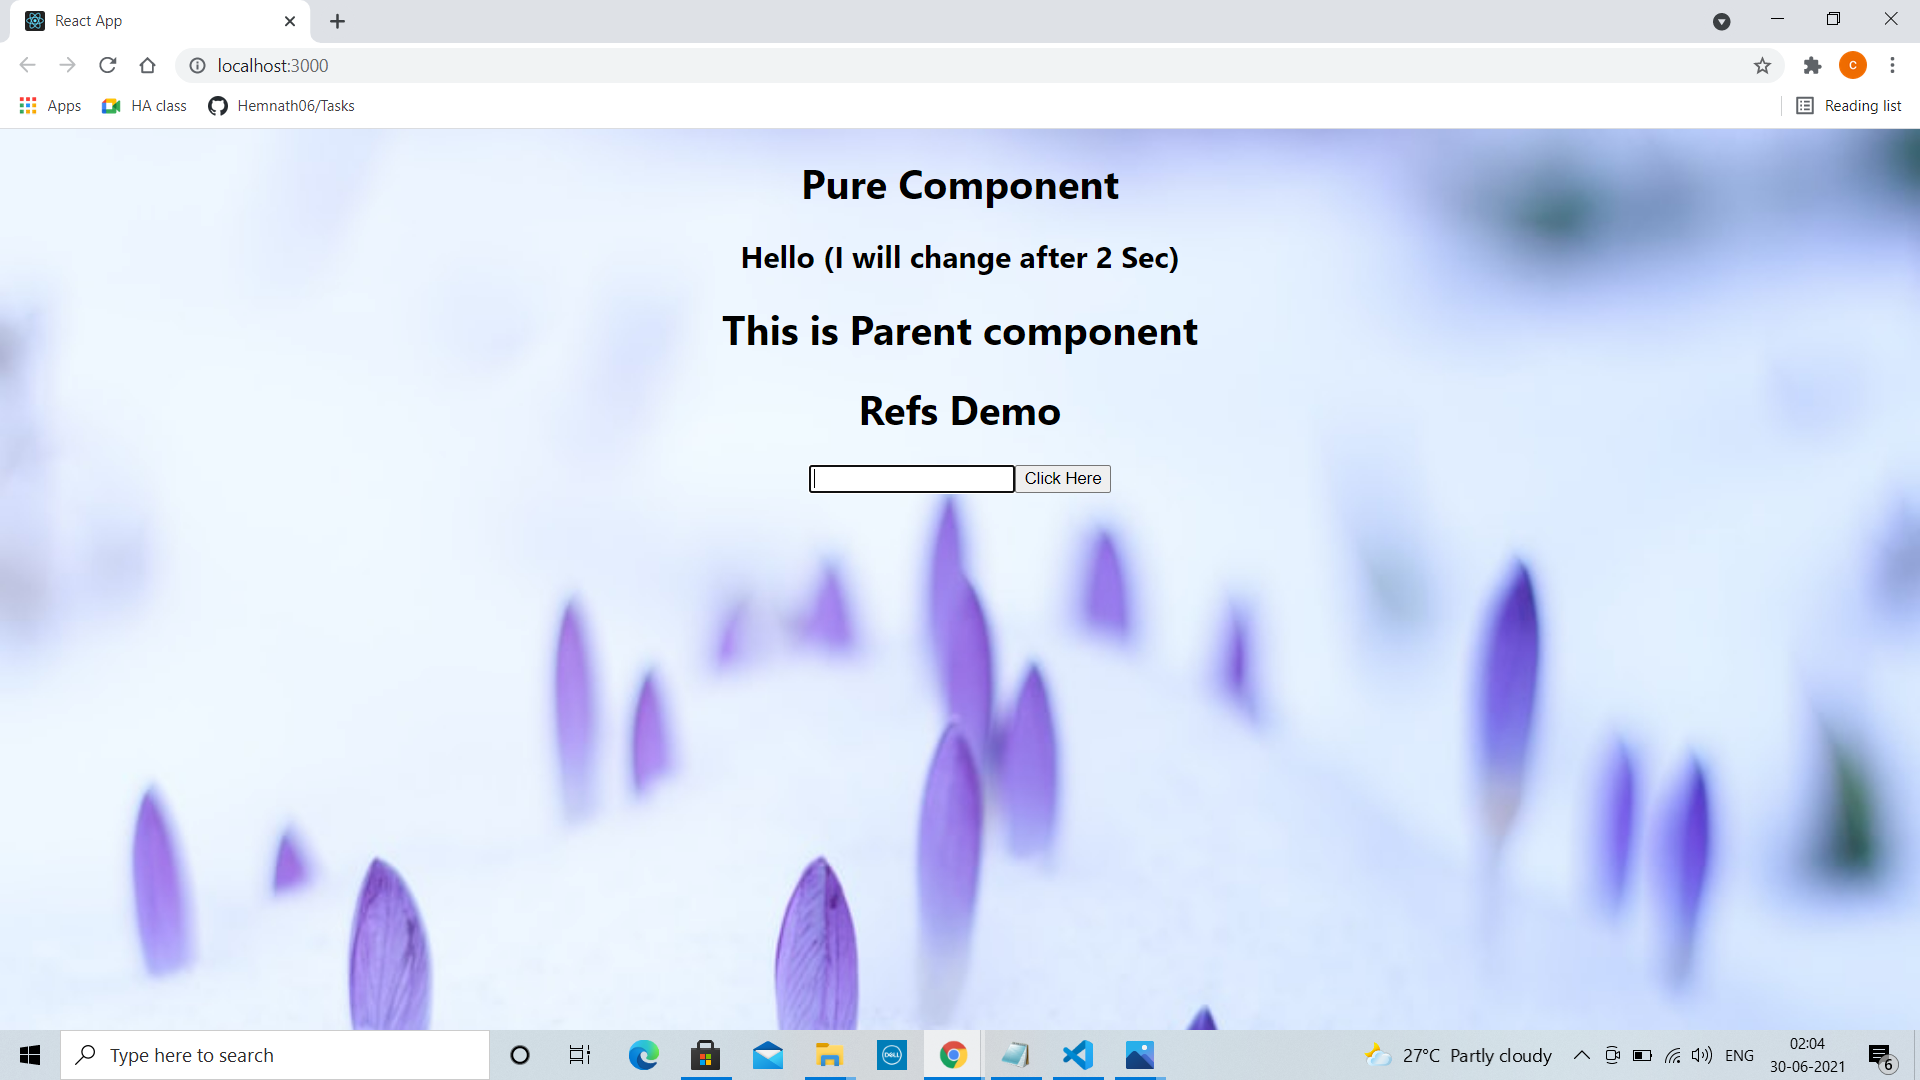 React App
localhost:3000
C
Apps
HA class
Hemnath06/Tasks
Reading list
Pure Component
Hello (I will change after 2 Sec)
This is Parent component
Refs Demo
Click Here
Type here to search
DELL
27°C Partly cloudy
ENG
02:04
30-06-2021
6